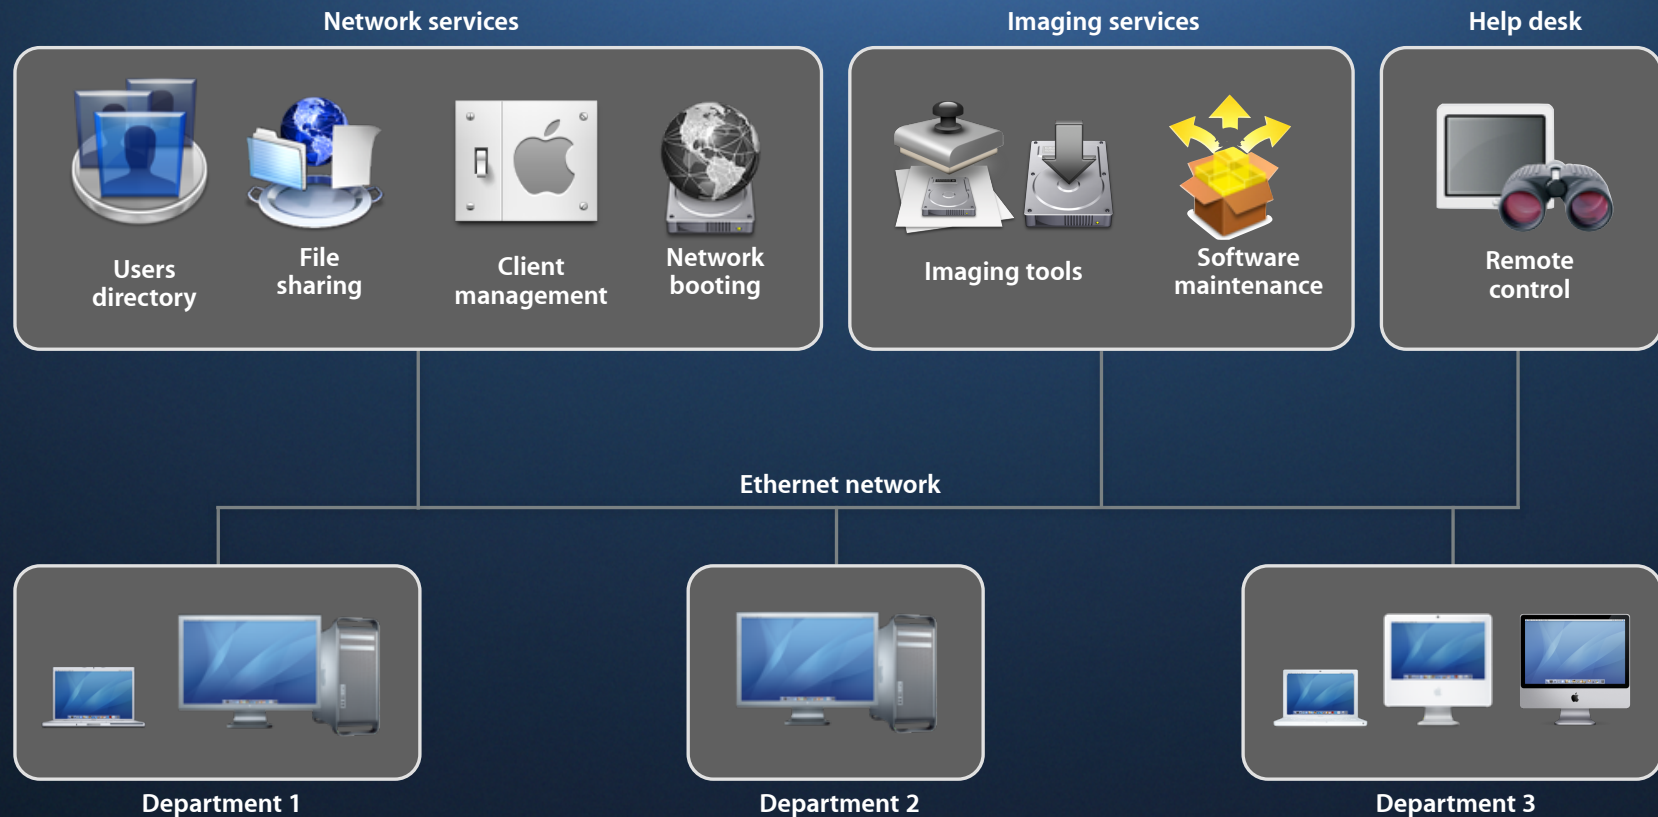 Network services
Imaging services
Help desk
Users
directory
File
sharing
Client
management
Network
booting
Imaging tools
Software
maintenance
Remote
control
Ethernet network
Department 1
Department 2
Department 3